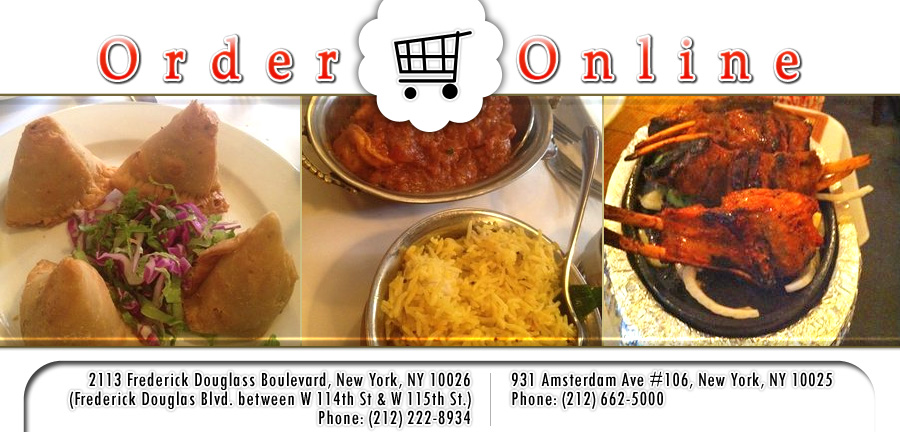 Order Online
2113 Frederick Douglass Boulevard, New York, NY 10026
(Frederick Douglas Blvd. between W 114th St & W 115th St.)
Phone: (212) 222-8934
931 Amsterdam Ave #106, New York, NY 10025
Phone: (212) 662-5000